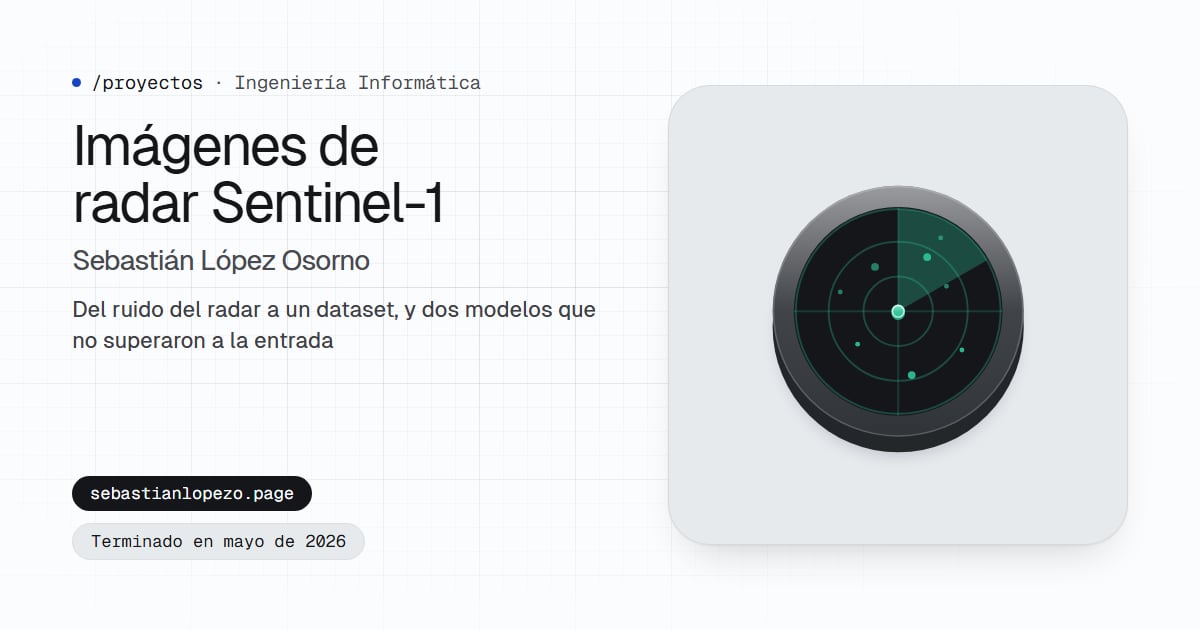 /proyectos · Ingeniería Informática
Imágenes de
radar Sentinel-1
Sebastián López Osorno
Del ruido del radar a un dataset, y dos modelos que
no superaron a la entrada
sebastianlopezo.page
Terminado en mayo de 2026